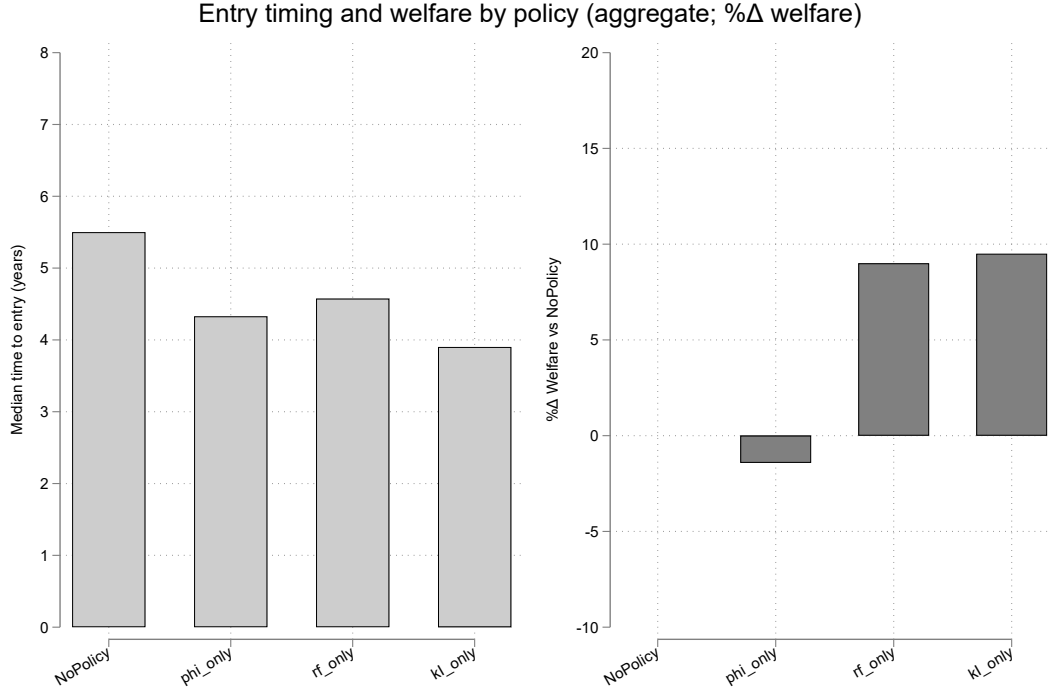 Entry timing and welfare by policy (aggregate; %Δ welfare)
Median time to entry (years)
8
7
6
5
4
3
2
1
0
NoPolicy
phi_only
rf_only
kl_only
%Δ Welfare vs NoPolicy
20
15
10
5
0
-5
-10
NoPolicy
phi_only
rf_only
kl_only